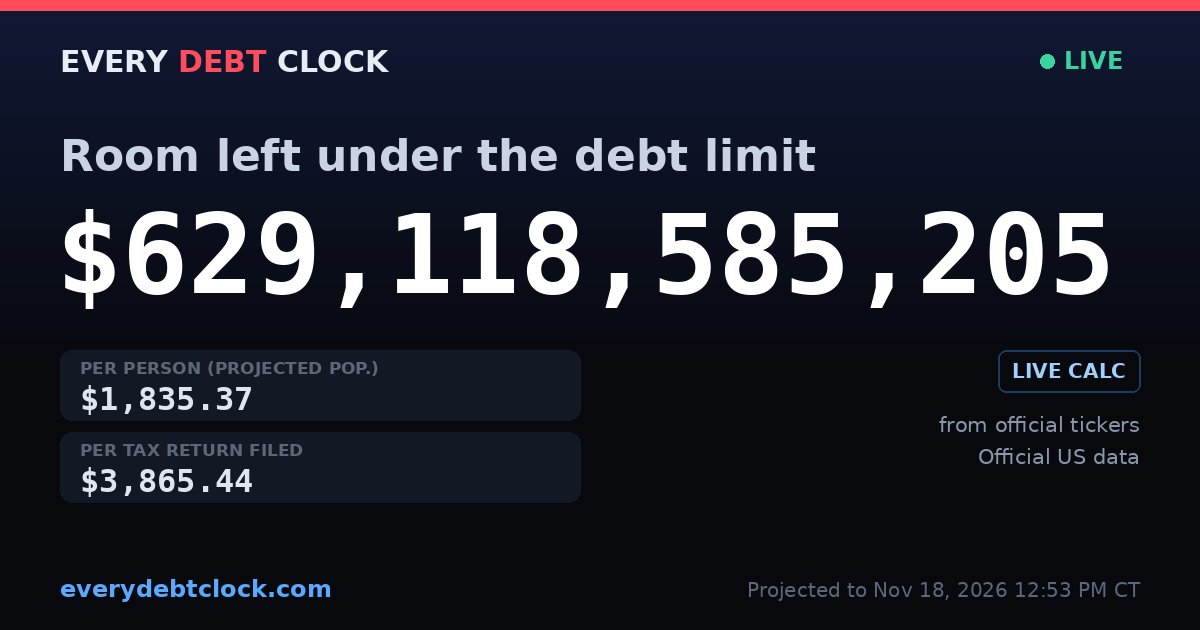 EVERY DEBT CLOCK
LIVE
Room left under the debt limit
$629,118,585,205
PER PERSON (PROJECTED POP.)
$1,835.37
PER TAX RETURN FILED
$3,865.44
LIVE CALC
from official tickers
Official US data
everydebtclock.com
Projected to Nov 18, 2026 12:53 PM CT